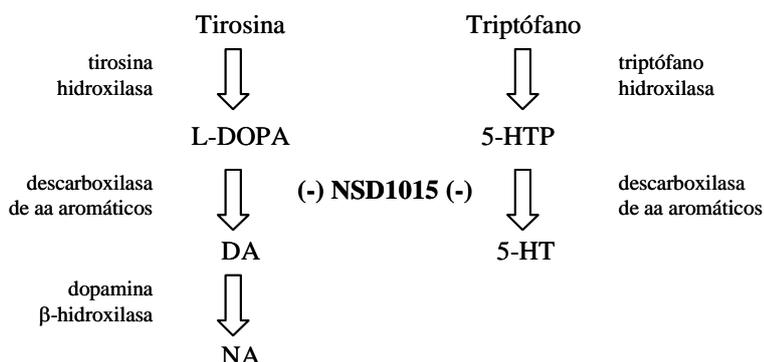 Tirosina Triptófano
tirosina
hidroxilasa
triptófano
hidroxilasa
L-DOPA 5-HTP
descarboxilasa
de aa aromáticos
(-) NSD1015 (-)
descarboxilasa
de aa aromáticos
DA 5-HT
dopamina
β-hidroxilasa
NA